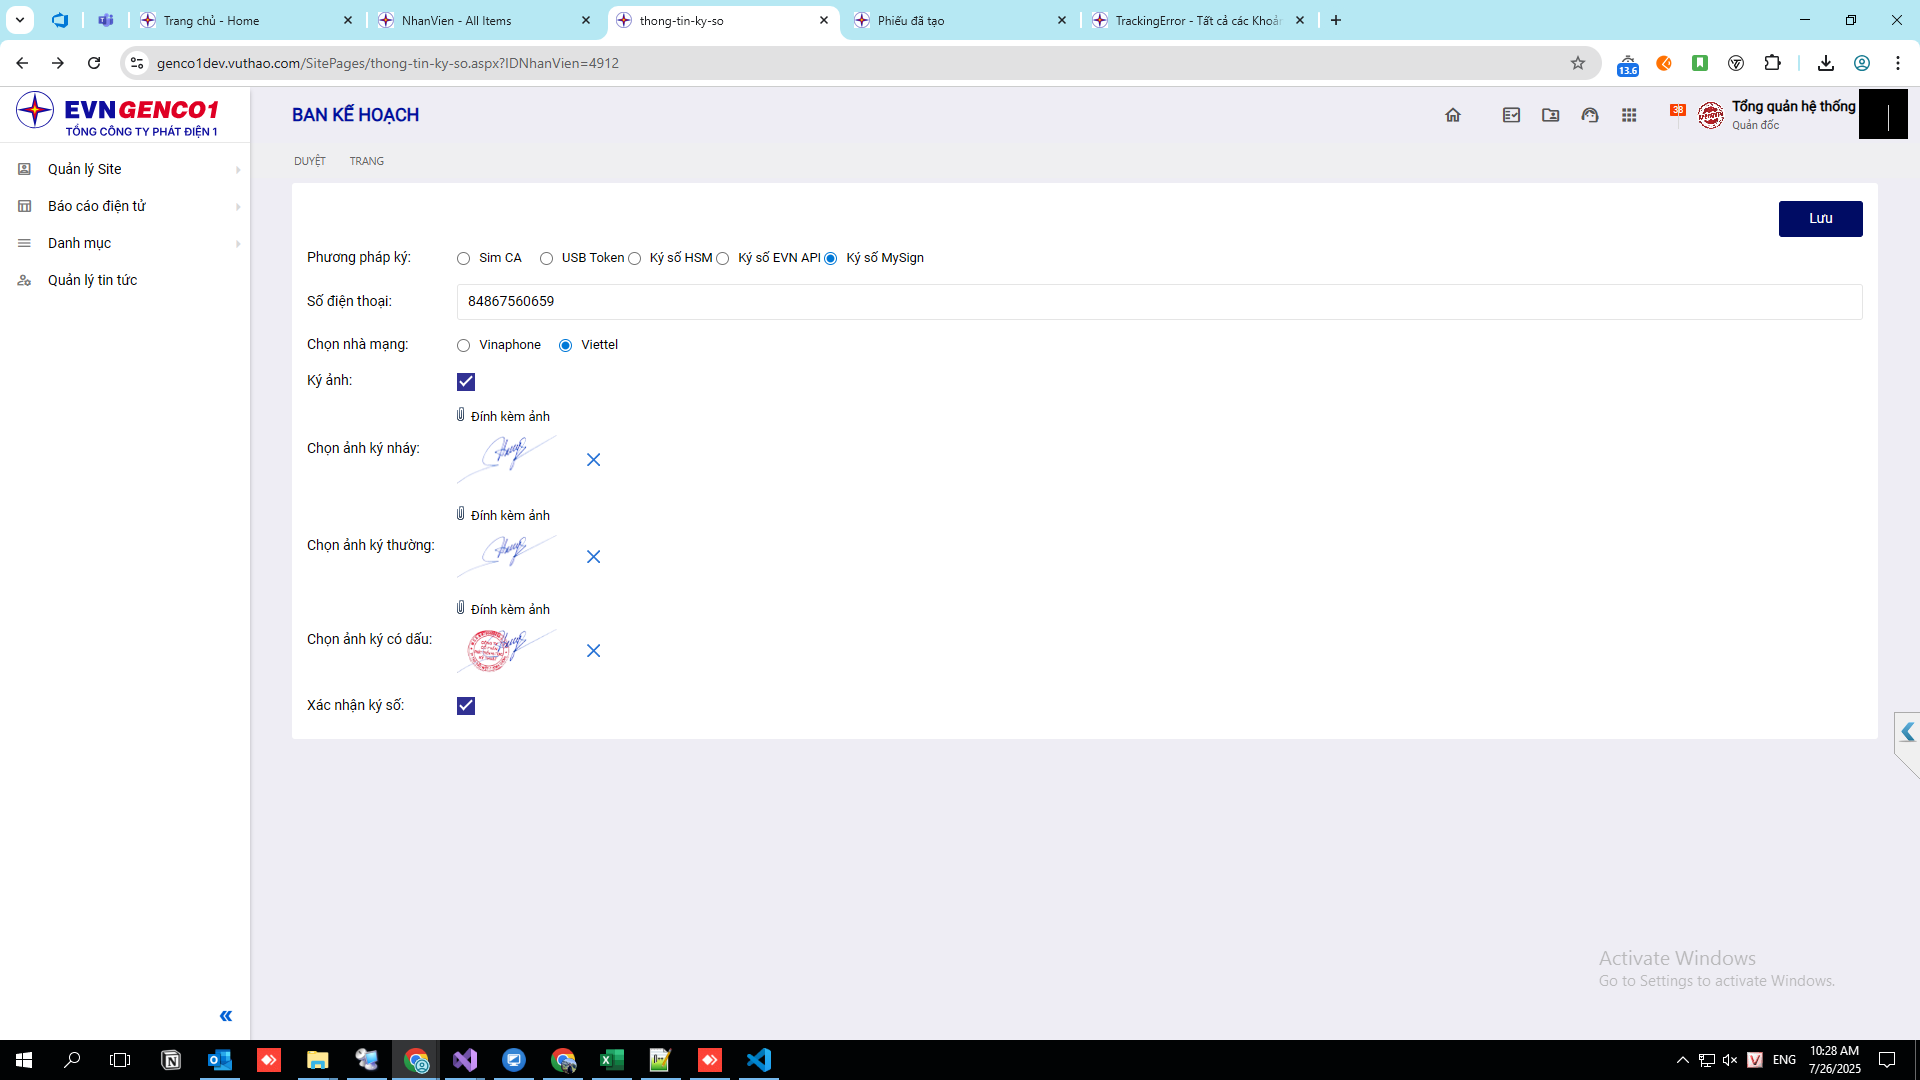 Trang chủ - Home
NhanVien - All Items
thong-tin-ky-so
Phiếu đã tạo
TrackingError - Tất cả các Khoản
genco1dev.vuthao.com/SitePages/thong-tin-ky-so.aspx?IDNhanVien=4912
13.6
EVNGENCO1
TỔNG CÔNG TY PHÁT ĐIỆN 1
BAN KẾ HOẠCH
38
Tổng quản hệ thống
Quản đốc
DUYỆT TRANG
Quản lý Site
Báo cáo điện tử
Danh mục
Quản lý tin tức
Lưu
Phương pháp ký: Sim CA USB Token Ký số HSM Ký số EVN API Ký số MySign
Số điện thoại: 84867560659
Chọn nhà mạng: Vinaphone Viettel
Ký ảnh:
Đính kèm ảnh
Chọn ảnh ký nháy:
Đính kèm ảnh
Chọn ảnh ký thường:
Đính kèm ảnh
Chọn ảnh ký có dấu:
Xác nhận ký số:
Activate Windows
Go to Settings to activate Windows.
ENG
10:28 AM
7/26/2025